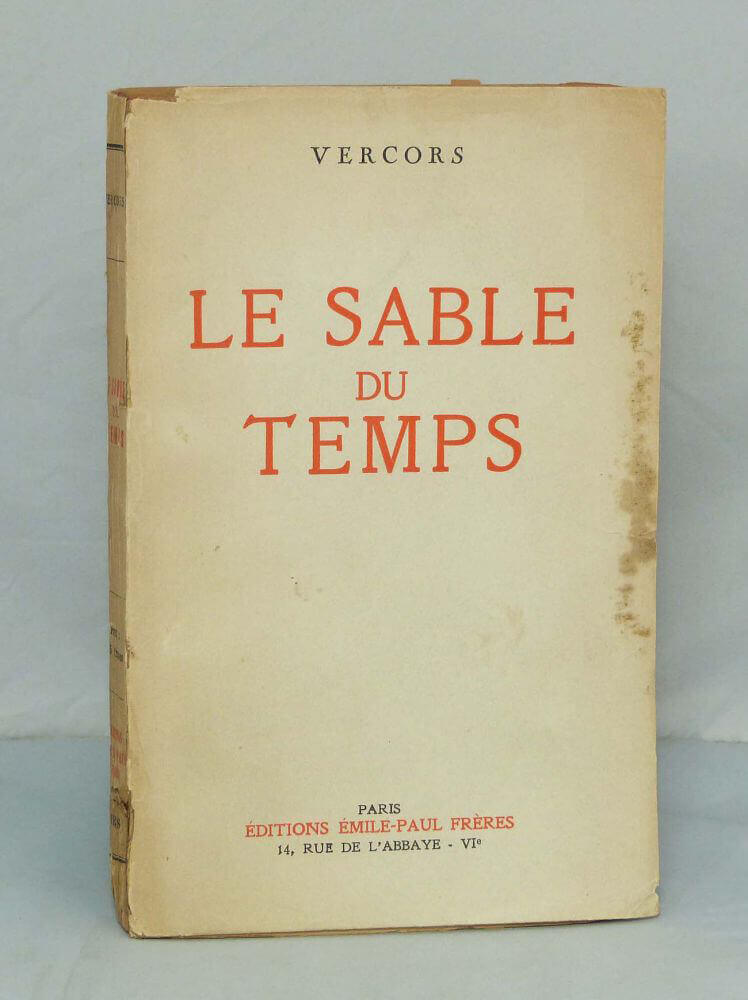 VERCORS
LE SABLE
DU
TEMPS
PARIS
ÉDITIONS ÉMILE-PAUL FRÈRES
14, RUE DE L'ABBAYE - VIᵉ